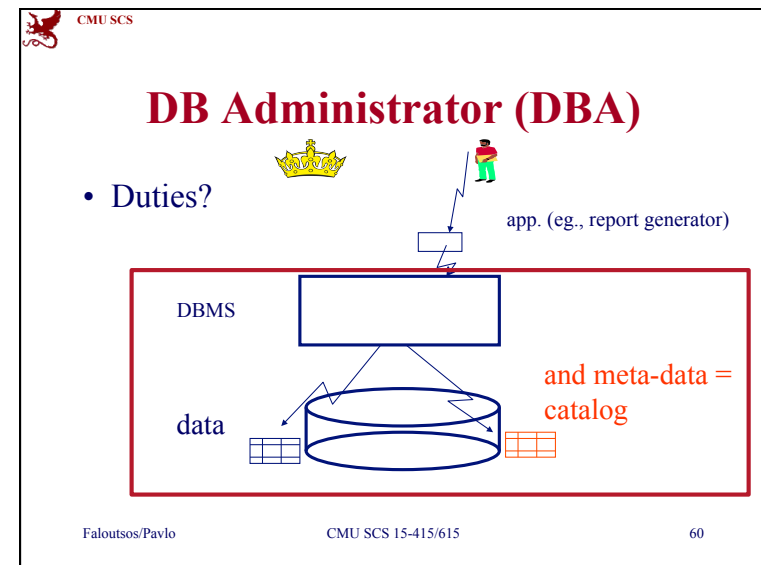 CMU SCS
DB Administrator (DBA)
• Duties?
app. (eg., report generator)
DBMS
and meta-data =
catalog
data
Faloutsos/Pavlo
CMU SCS 15-415/615
60